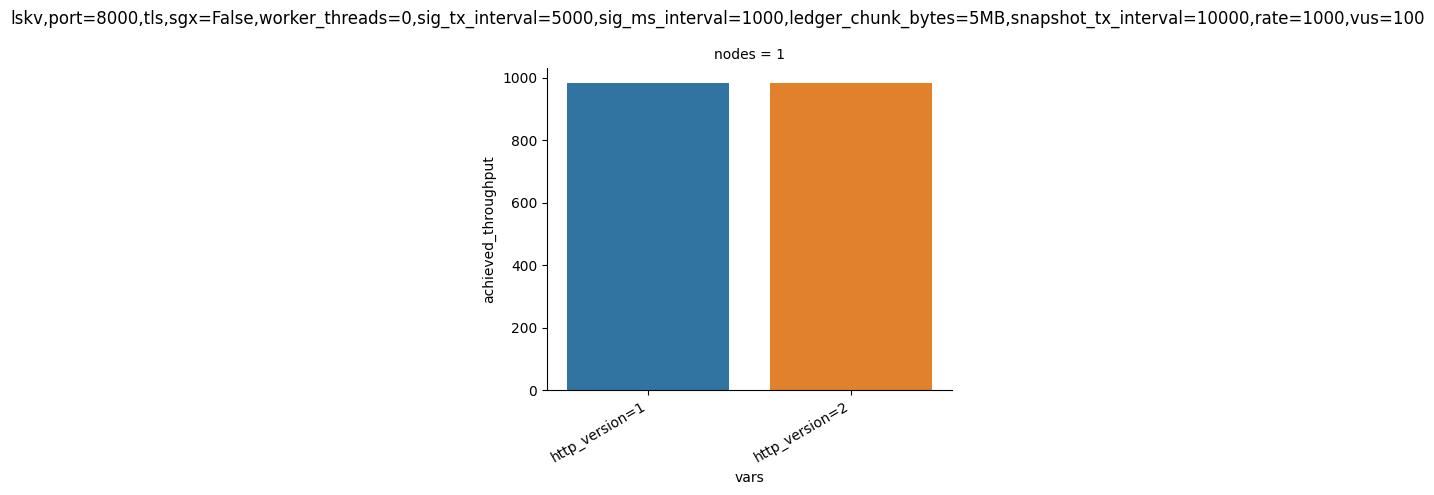 lskv,port=8000,tls,sgx=False,worker_threads=0,sig_tx_interval=5000,sig_ms_interval=1000,ledger_chunk_bytes=5MB,snapshot_tx_interval=10000,rate=1000,vus=100
nodes = 1
1000
800
600
400
200
0
achieved_throughput
http_version=1
http_version=2
vars